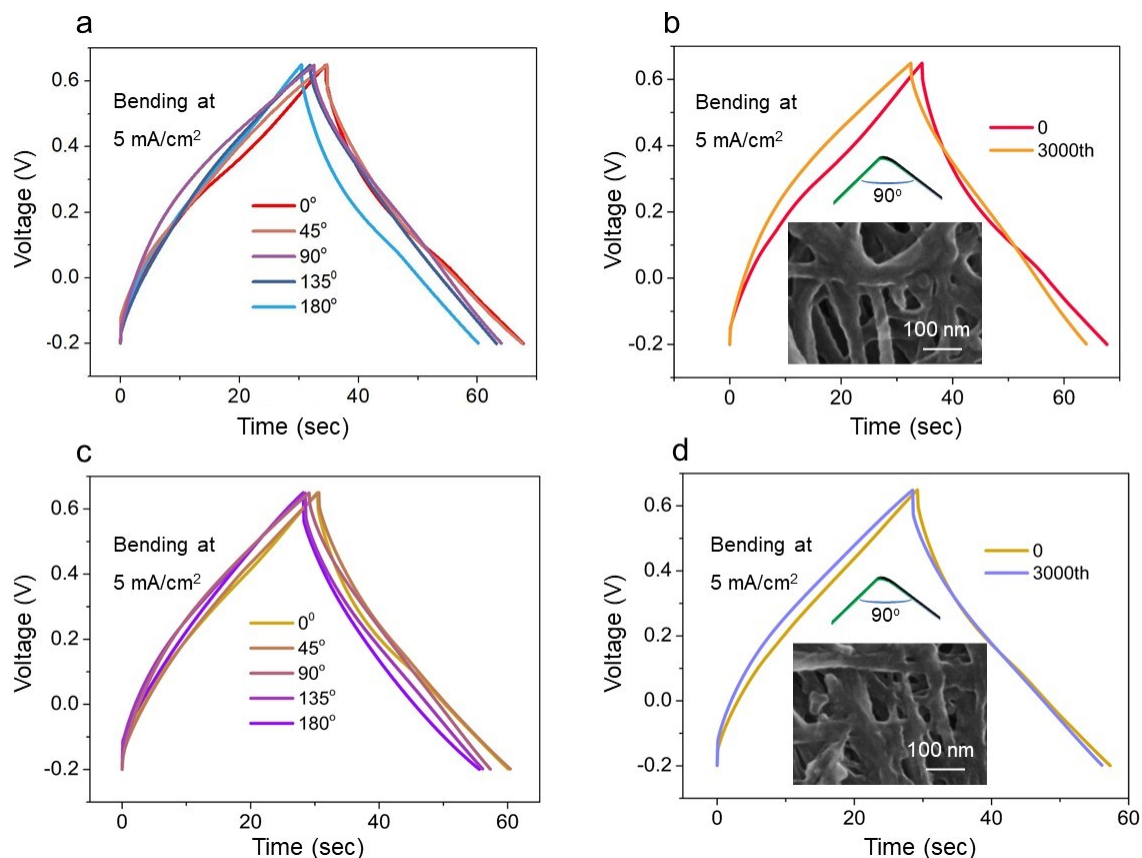 a
Bending at
5 mA/cm²
0°
45°
90°
135°
180°
0.6
0.4
0.2
0.0
-0.2
Voltage (V)
0
20
40
60
Time (sec)
b
Bending at
5 mA/cm²
0
3000th
90°
100 nm
0.6
0.4
0.2
0.0
-0.2
Voltage (V)
0
20
40
60
Time (sec)
c
Bending at
5 mA/cm²
0⁰
45°
90°
135°
180°
0.6
0.4
0.2
0.0
-0.2
Voltage (V)
0
20
40
60
Time (sec)
d
Bending at
5 mA/cm²
0
3000th
90°
100 nm
0.6
0.4
0.2
0.0
-0.2
Voltage (V)
0
20
40
60
Time (sec)